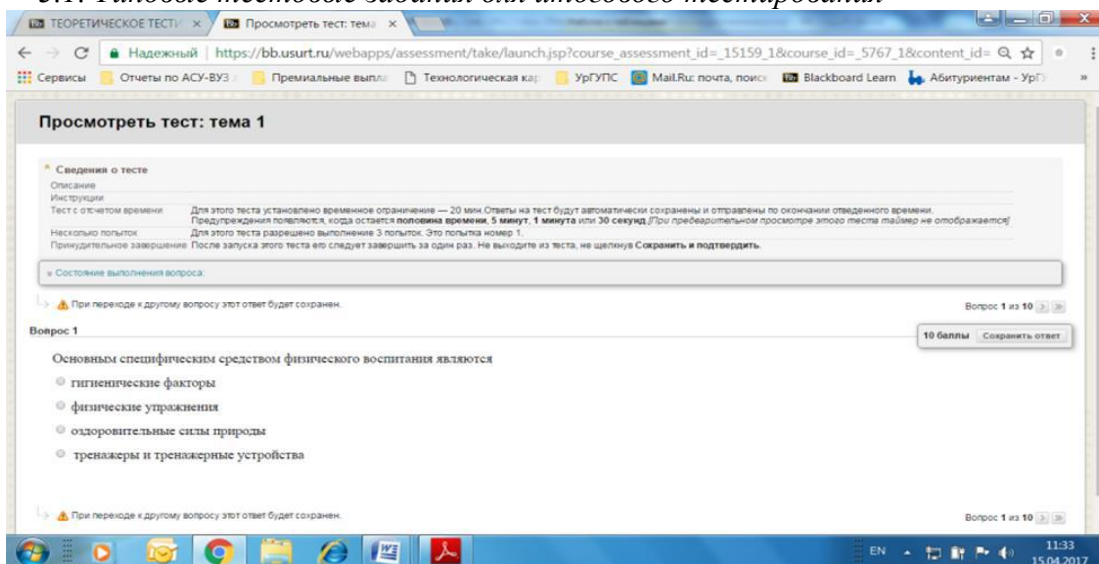 3.1. Типовые тестовые задания для итогового тестирования
ТЕОРЕТИЧЕСКОЕ ТЕСТИ
Просмотреть тест: тема
Надежный
https://bb.usurt.ru/webapps/assessment/take/launch.jsp?course_assessment_id=_15159_1&course_id=_5767_1&content_id=
Сервисы
Отчеты по АСУ-ВУЗ
Премиальные выпла
Технологическая кар
УрГУПС
Mail.Ru: почта, поиск
Blackboard Learn
Абитуриентам - УрГ
Просмотреть тест: тема 1
Сведения о тесте
Описание
Инструкции
Тест с отсчетом времени Для этого теста установлено временное ограничение — 20 мин.Ответы на тест будут автоматически сохранены и отправлены по окончании отведенного времени.
Предупреждения появляются, когда остается половина времени, 5 минут, 1 минута или 30 секунд.[При предварительном просмотре этого теста таймер не отображается]
Несколько попыток Для этого теста разрешено выполнение 3 попыток. Это попытка номер 1.
Принудительное завершение После запуска этого теста его следует завершить за один раз. Не выходите из теста, не щелкнув Сохранить и подтвердить.
Состояние выполнения вопроса:
При переходе к другому вопросу этот ответ будет сохранен.
Вопрос 1 из 10
Вопрос 1
10 баллы Сохранить ответ
Основным специфическим средством физического воспитания являются
гигиенические факторы
физические упражнения
оздоровительные силы природы
тренажеры и тренажерные устройства
При переходе к другому вопросу этот ответ будет сохранен.
Вопрос 1 из 10
EN
11:33
15.04.2017